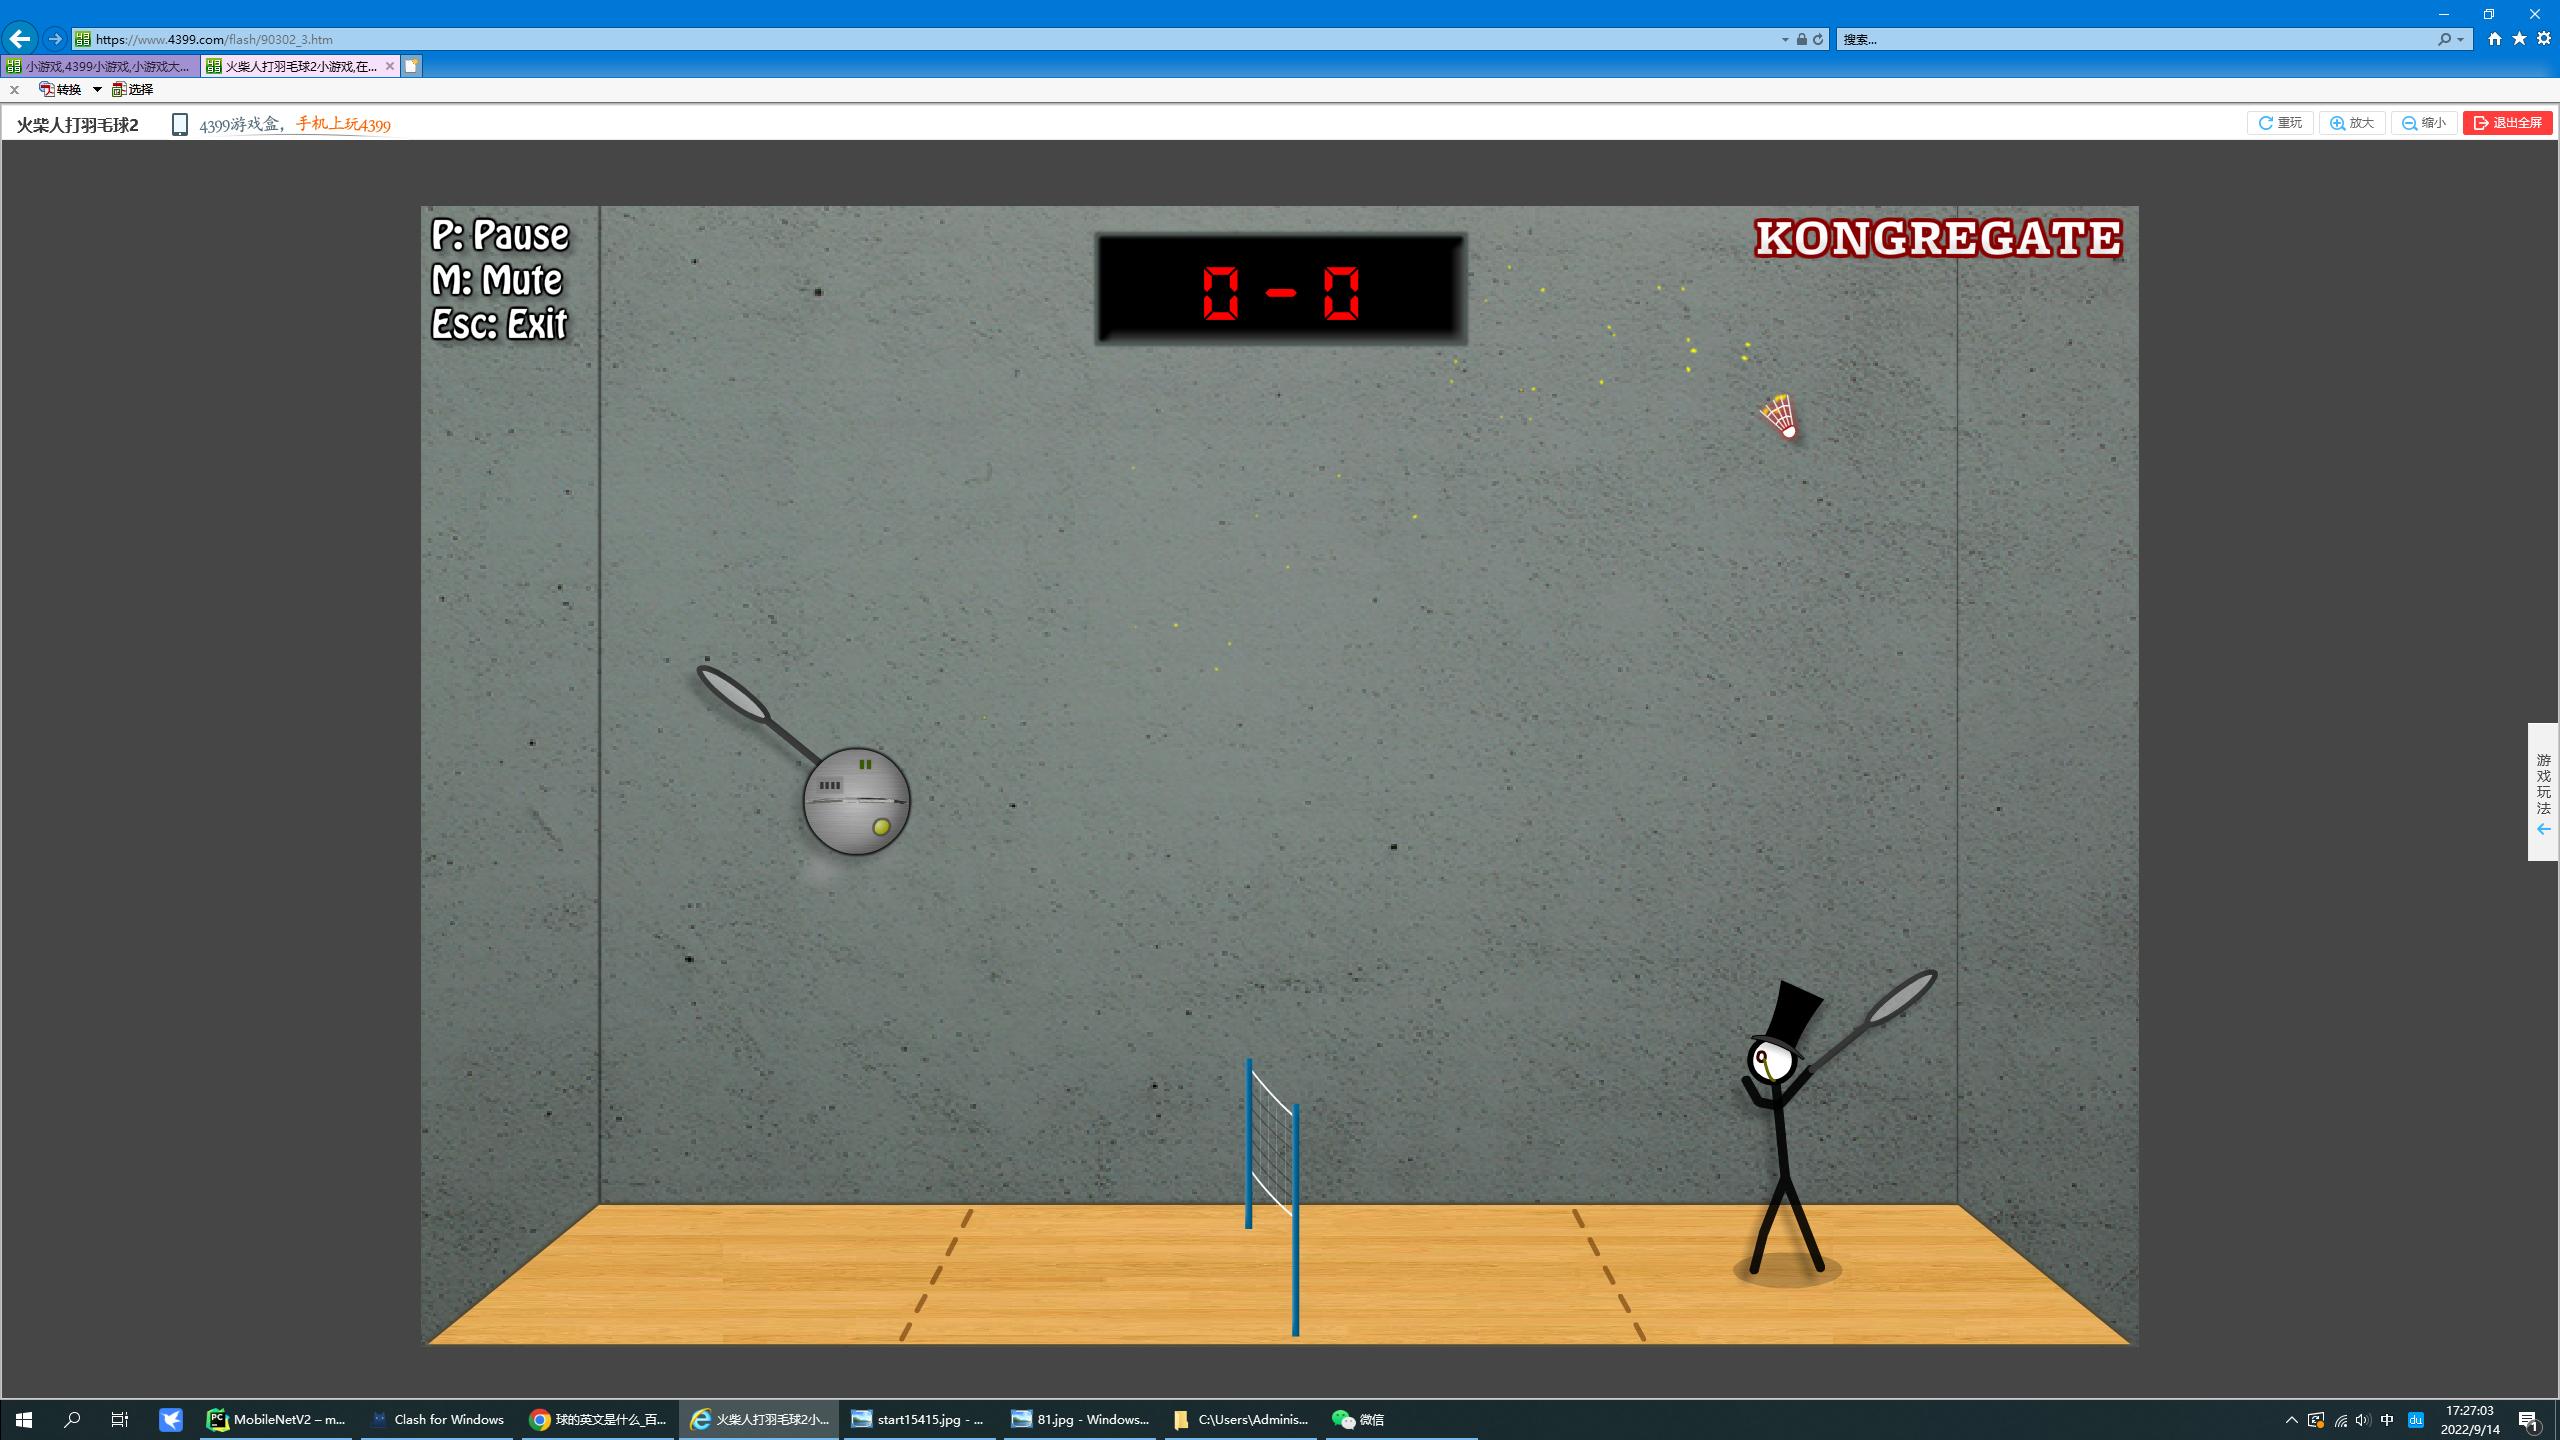 https://www.4399.com/flash/90302_3.htm
搜索...
小游戏,4399小游戏,小游戏大...
火柴人打羽毛球2小游戏,在...
转换
选择
火柴人打羽毛球2
4399游戏盒，手机上玩4399
重玩
放大
缩小
退出全屏
P: Pause
M: Mute
Esc: Exit
0-0
KONGREGATE
游戏玩法
MobileNetV2 – m...
Clash for Windows
球的英文是什么_百...
火柴人打羽毛球2小...
start15415.jpg - ...
81.jpg - Windows...
C:\Users\Adminis...
微信
中
du
17:27:03
2022/9/14
1